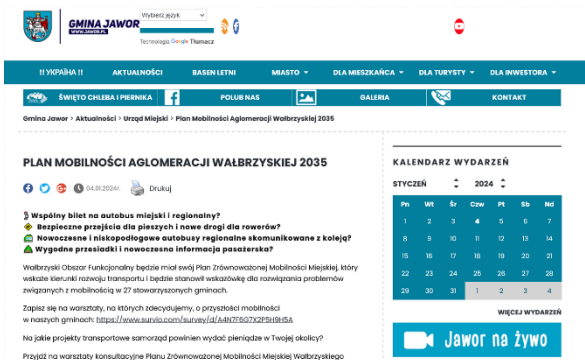 GMINA JAWOR
WWW.JAWOR.PL
Wybierz język
Technologia Google Tłumacz
!! УКРАЇНА !!
AKTUALNOŚCI
BASEN LETNI
MIASTO
DLA MIESZKAŃCA
DLA TURYSTY
DLA INWESTORA
ŚWIĘTO CHLEBA I PIERNIKA
POLUB NAS
GALERIA
KONTAKT
Gmina Jawor > Aktualności > Urząd Miejski > Plan Mobilności Aglomeracji Wałbrzyskiej 2035
PLAN MOBILNOŚCI AGLOMERACJI WAŁBRZYSKIEJ 2035
04.01.2024r. Drukuj
Wspólny bilet na autobus miejski i regionalny?
Bezpieczne przejścia dla pieszych i nowe drogi dla rowerów?
Nowoczesne i niskopodłogowe autobusy regionalne skomunikowane z koleją?
Wygodne przesiadki i nowoczesna informacja pasażerska?
Wałbrzyski Obszar Funkcjonalny będzie miał swój Plan Zrównoważonej Mobilności Miejskiej, który
wskaże kierunki rozwoju transportu i będzie stanowił wskazówkę dla rozwiązania problemów
związanych z mobilnością w 27 stowarzyszonych gminach.
Zapisz się na warsztaty, na których zdecydujemy, o przyszłości mobilności
w naszych gminach: https://www.survio.com/survey/d/A4N7F6G7X2P5H9H5A
Na jakie projekty transportowe samorząd powinien wydać pieniądze w Twojej okolicy?
Przyjdź na warsztaty konsultacyjne Planu Zrównoważonej Mobilności Miejskiej Wałbrzyskiego
KALENDARZ WYDARZEŃ
STYCZEŃ 2024
Pn Wt Śr Czw Pt Sb Nd
1 2 3 4 5 6 7
8 9 10 11 12 13 14
15 16 17 18 19 20 21
22 23 24 25 26 27 28
29 30 31 1 2 3 4
WIĘCEJ WYDARZEŃ
Jawor na żywo